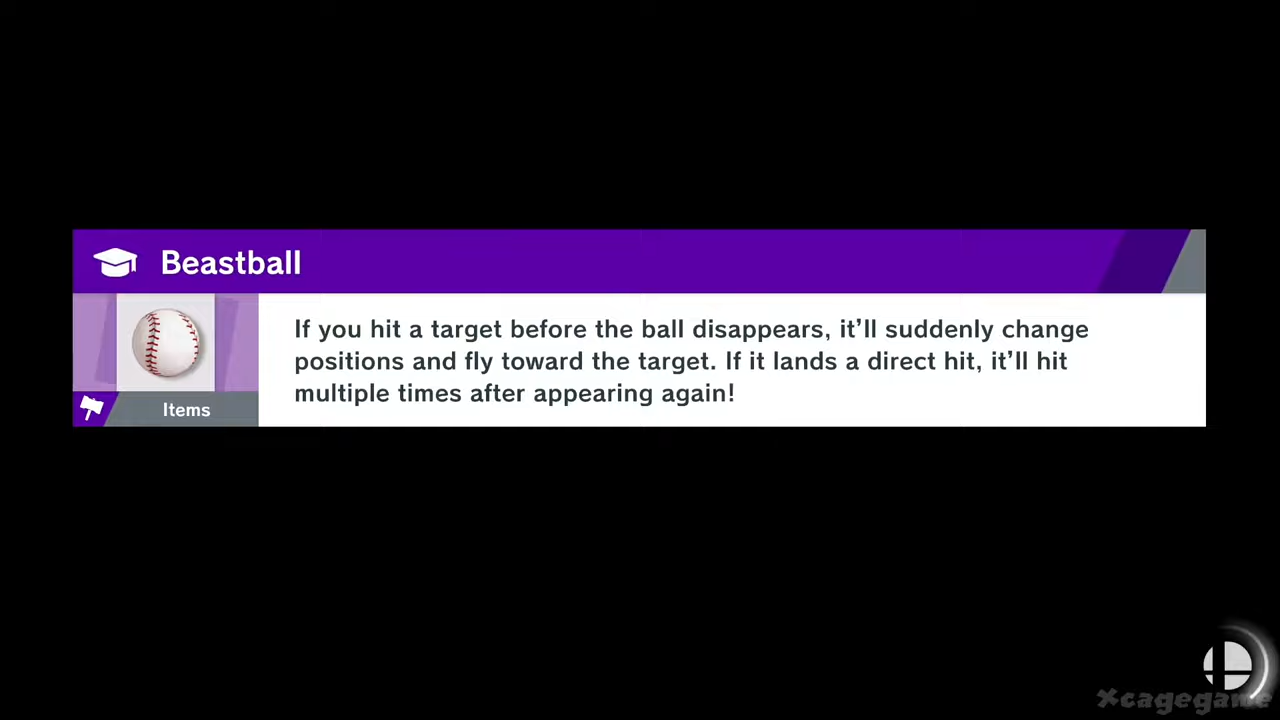 Beastball
If you hit a target before the ball disappears, it’ll suddenly change
positions and fly toward the target. If it lands a direct hit, it’ll hit
multiple times after appearing again!
Items
Xcagegame